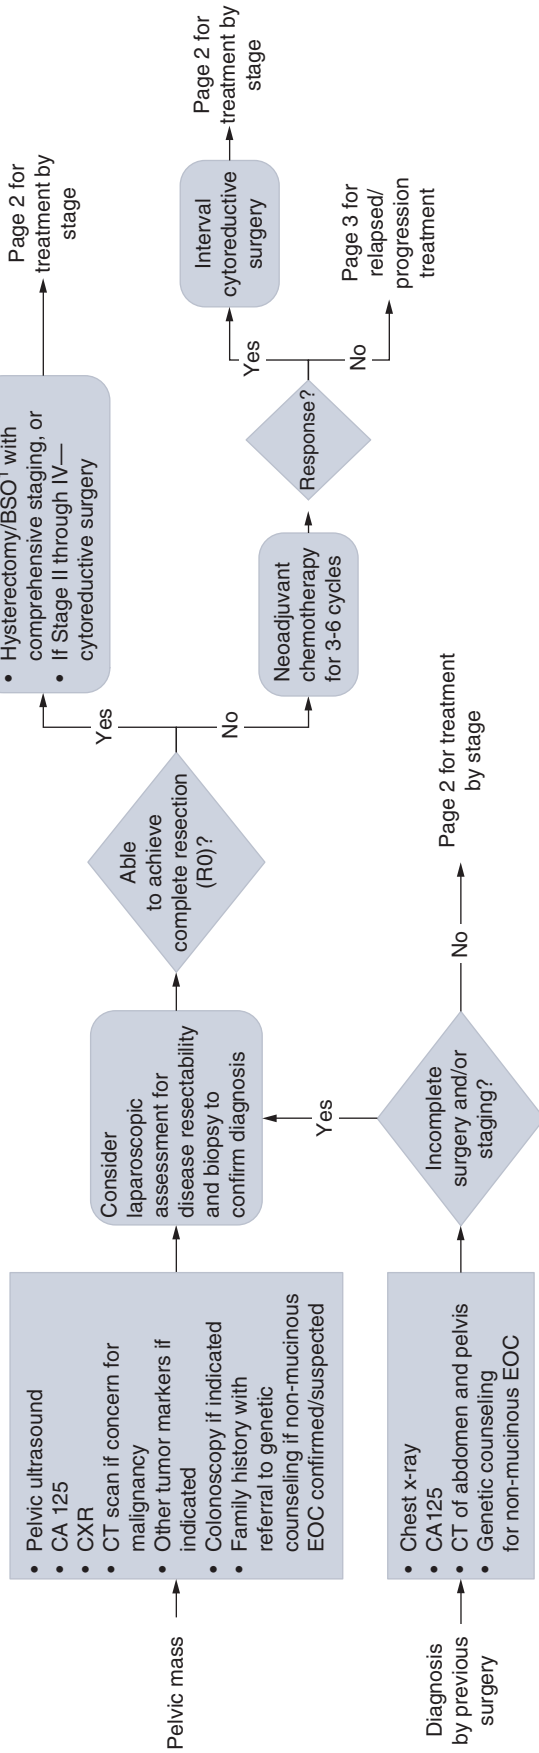 Pelvic mass
• Pelvic ultrasound
• CA 125
• CXR
• CT scan if concern for
malignancy
• Other tumor markers if
indicated
• Colonoscopy if indicated
• Family history with
referral to genetic
counseling if non-mucinous
EOC confirmed/suspected
Consider
laparoscopic
assessment for
disease resectability
and biopsy to
confirm diagnosis
Able
to achieve
complete resection
(R0)?
Yes
• Hysterectomy/BSO¹ with
comprehensive staging, or
• If Stage II through IV—
cytoreductive surgery
Page 2 for
treatment by
stage
No
Neoadjuvant
chemotherapy
for 3-6 cycles
Response?
Yes
Interval
cytoreductive
surgery
Page 2 for
treatment by
stage
No
Page 3 for
relapsed/
progression
treatment
Diagnosis
by previous
surgery
• Chest x-ray
• CA125
• CT of abdomen and pelvis
• Genetic counseling
for non-mucinous EOC
Incomplete
surgery and/or
staging?
Yes
No
Page 2 for treatment
by stage